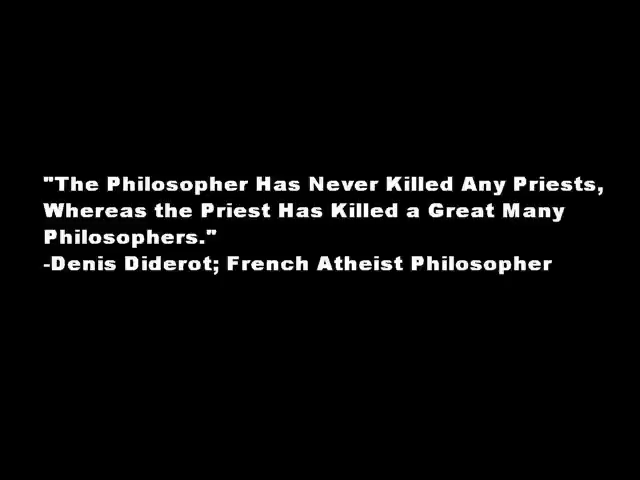 "The Philosopher Has Never Killed Any Priests,
Whereas the Priest Has Killed a Great Many
Philosophers."
-Denis Diderot; French Atheist Philosopher